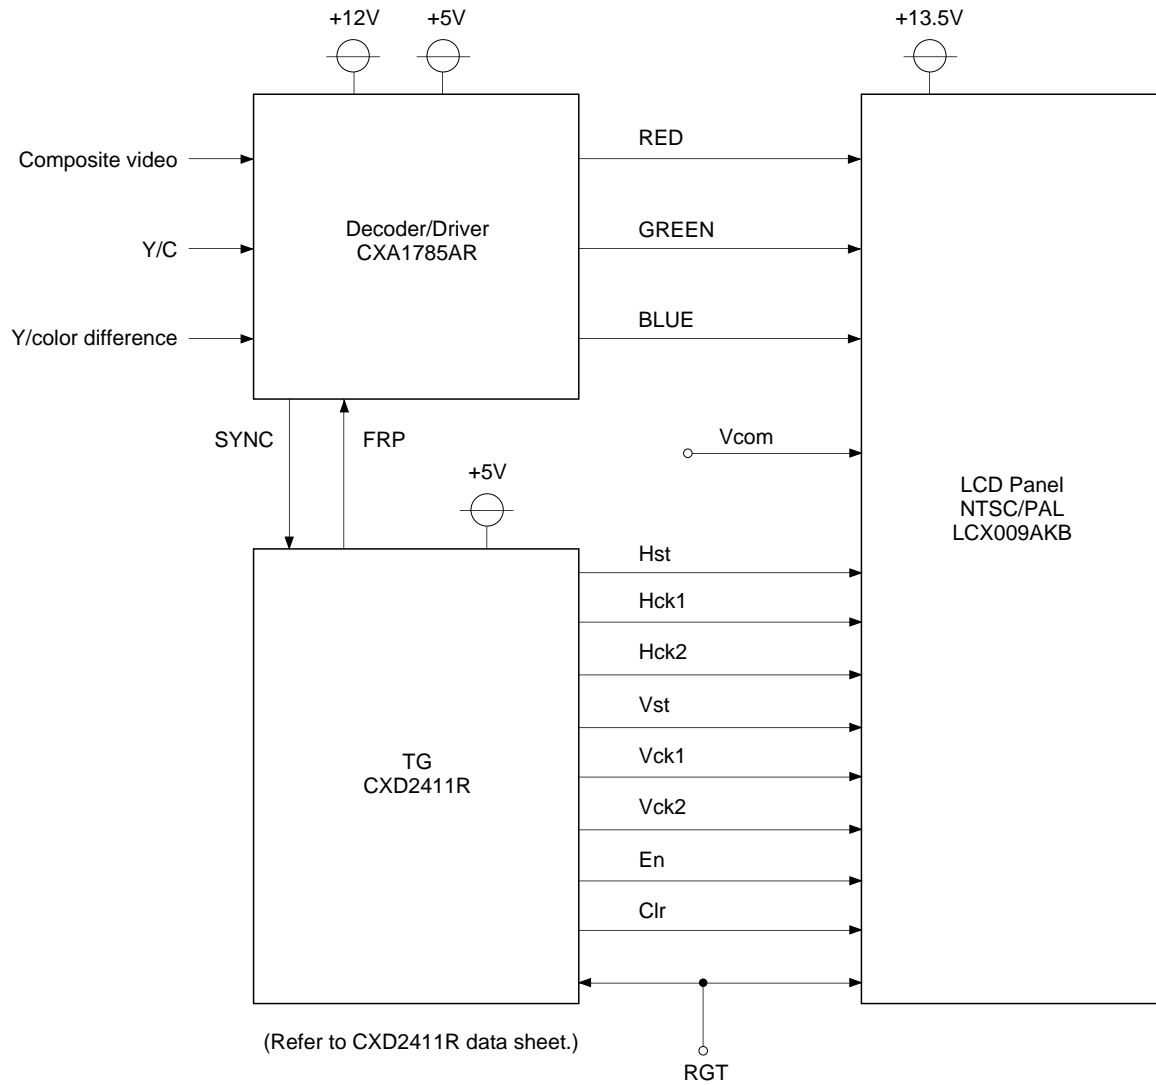 +12V
+5V
+13.5V
Composite video
Y/C
Y/color difference
Decoder/Driver
CXA1785AR
RED
GREEN
BLUE
SYNC
FRP
Vcom
+5V
LCD Panel
NTSC/PAL
LCX009AKB
TG
CXD2411R
Hst
Hck1
Hck2
Vst
Vck1
Vck2
En
Clr
(Refer to CXD2411R data sheet.)
RGT